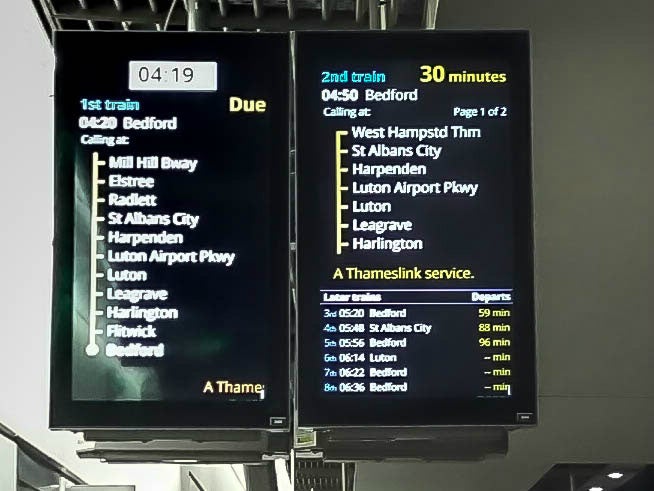 04:19
1st train Due
04:20 Bedford
Calling at:
Mill Hill Bway
Elstree
Radlett
St Albans City
Harpenden
Luton Airport Pkwy
Luton
Leagrave
Harlington
Flitwick
Bedford
A Thame
2nd train 30 minutes
04:50 Bedford
Calling at: Page 1 of 2
West Hampstd Thm
St Albans City
Harpenden
Luton Airport Pkwy
Luton
Leagrave
Harlington
A Thameslink service.
Later trains Departs
3rd 05:20 Bedford 59 min
4th 05:48 St Albans City 88 min
5th 05:56 Bedford 96 min
6th 06:14 Luton -- min
7th 06:22 Bedford -- min
8th 06:36 Bedford -- min